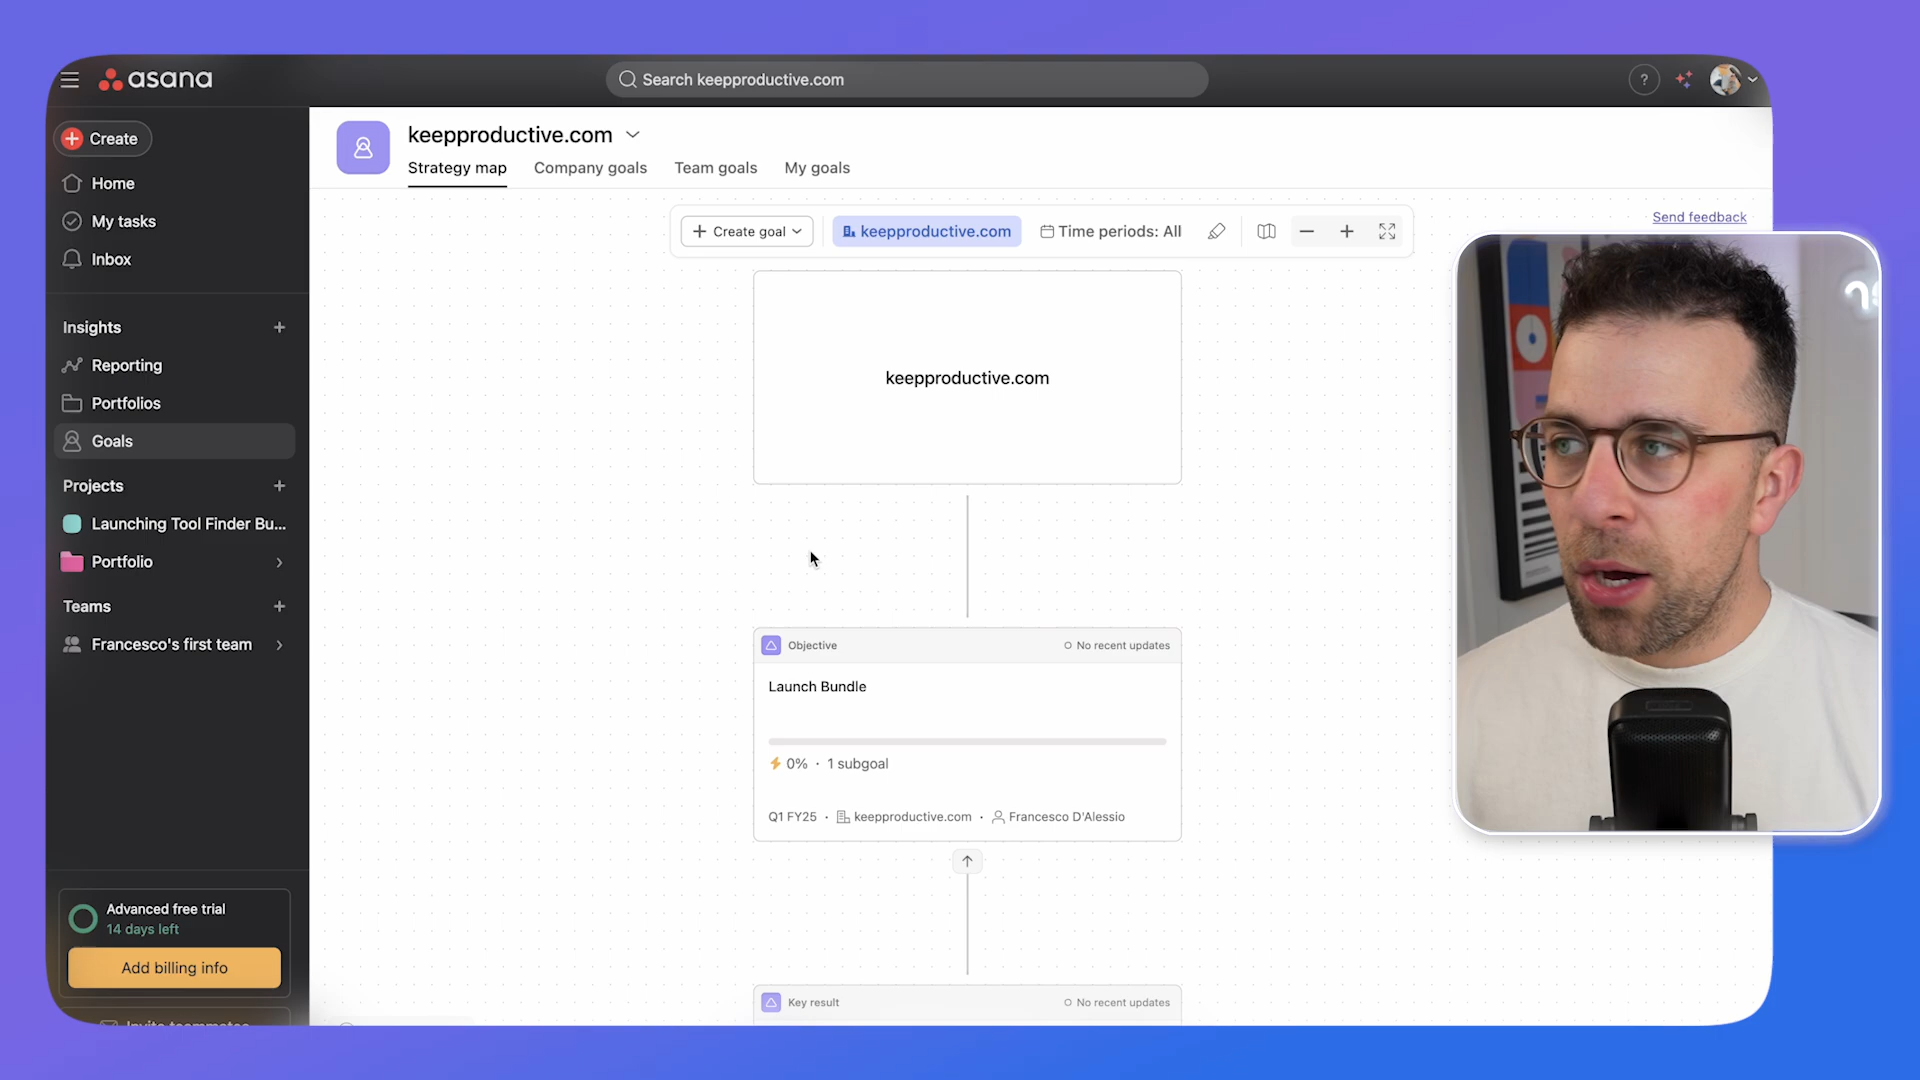 asana
Search keepproductive.com
?
Create
Home
My tasks
Inbox
Insights
Reporting
Portfolios
Goals
Projects
Launching Tool Finder Bu...
Portfolio
Teams
Francesco's first team
Advanced free trial
14 days left
Add billing info
Invite teammates
keepproductive.com
Strategy map Company goals Team goals My goals
Create goal keepproductive.com Time periods: All
Send feedback
keepproductive.com
Objective No recent updates
Launch Bundle
0% · 1 subgoal
Q1 FY25 · keepproductive.com · Francesco D'Alessio
Key result No recent updates